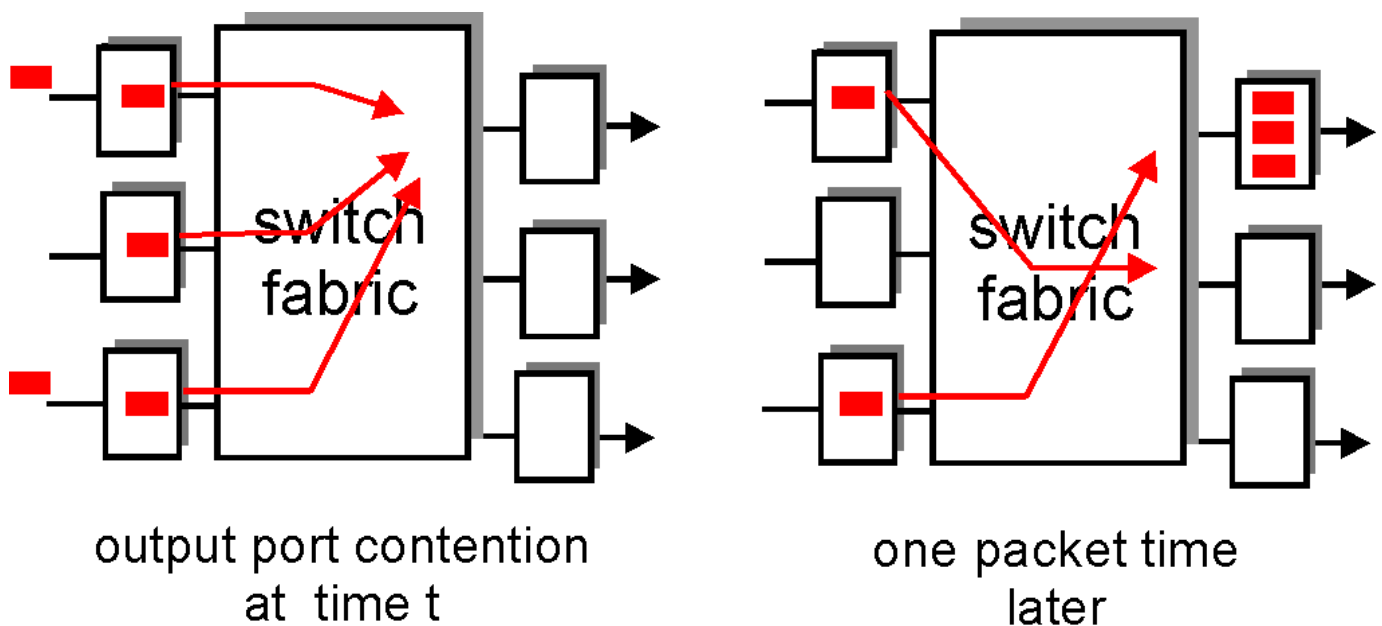 switch
fabric
output port contention
at time t
switch
fabric
one packet time
later